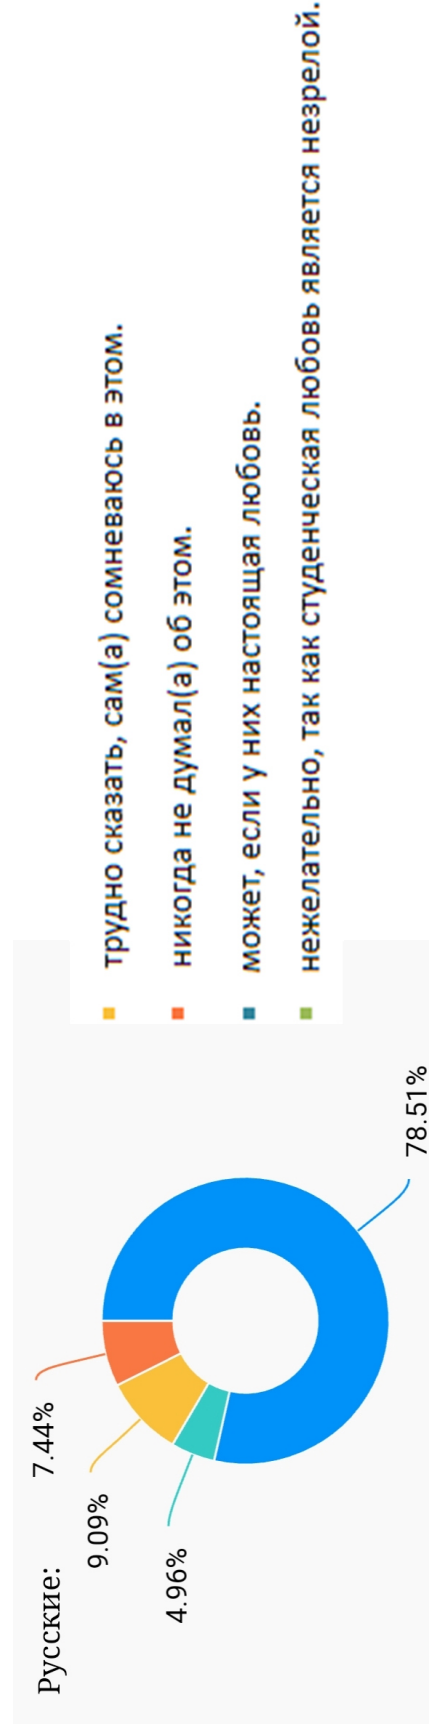 Русские:
7.44%
9.09%
4.96%
78.51%
трудно сказать, сам(а) сомневаюсь в этом.
никогда не думал(а) об этом.
может, если у них настоящая любовь.
нежелательно, так как студенческая любовь является незрелой.